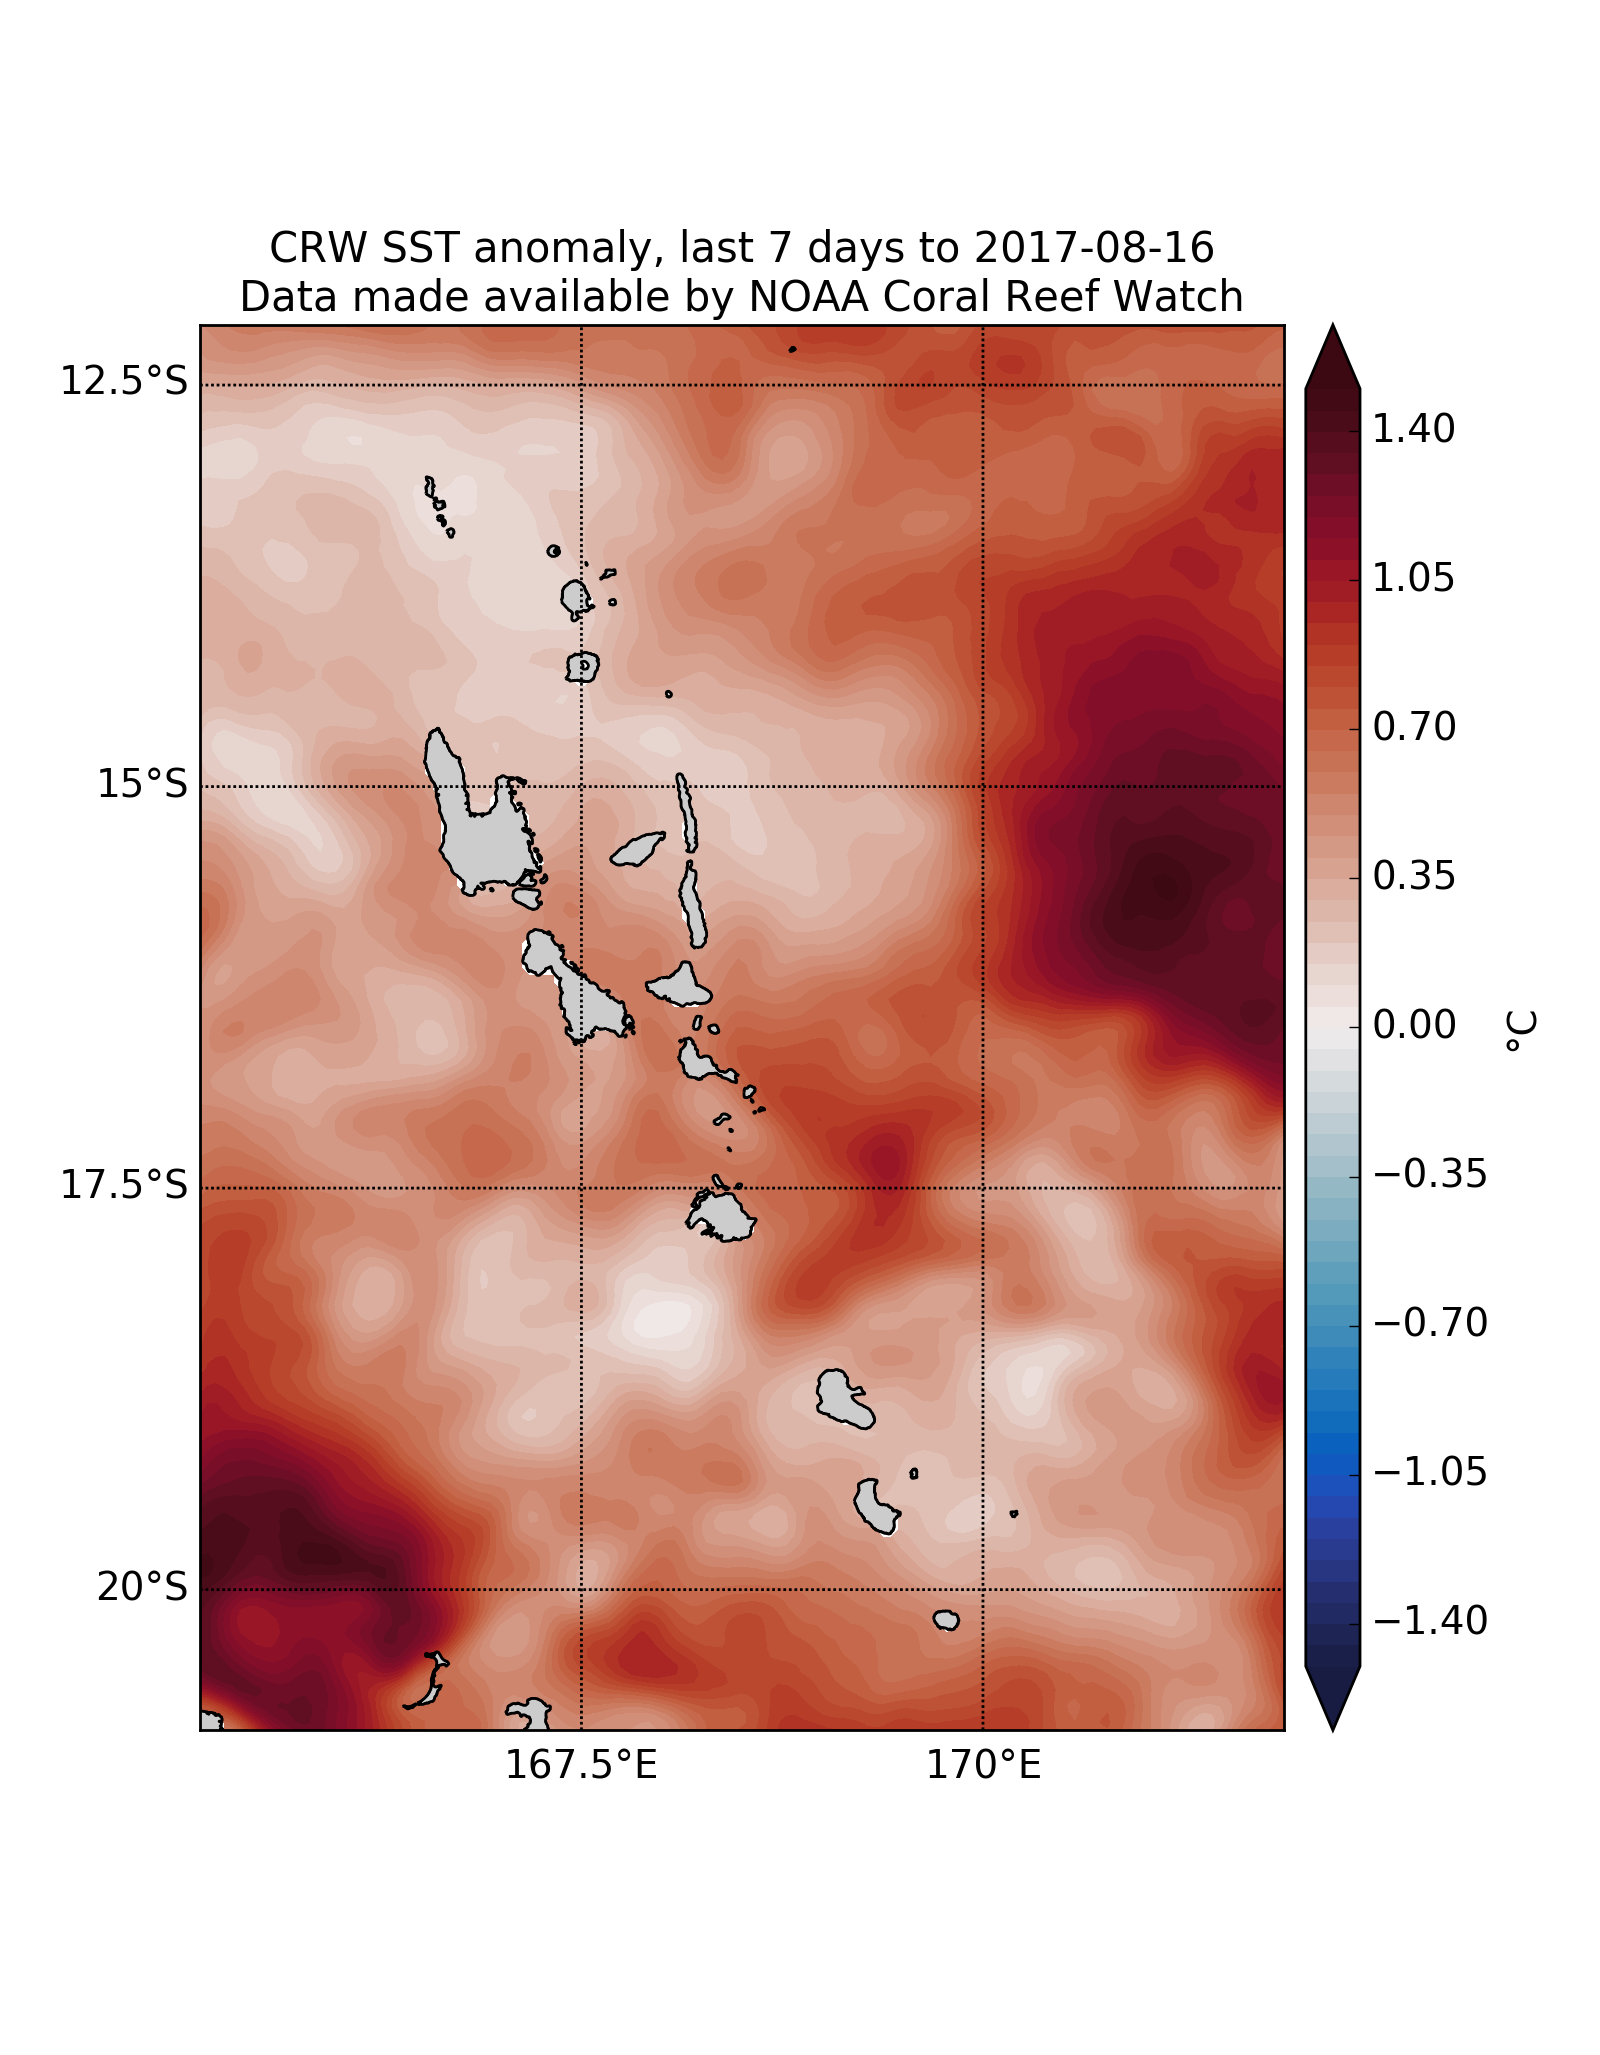 CRW SST anomaly, last 7 days to 2017-08-16
Data made available by NOAA Coral Reef Watch
12.5°S
15°S
17.5°S
20°S
167.5°E
170°E
1.40
1.05
0.70
0.35
0.00
−0.35
−0.70
−1.05
−1.40
°C